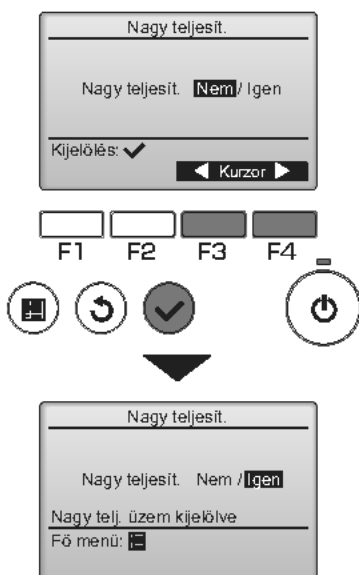 Nagy teljesít.
Nagy teljesít. Nem / Igen
Kijelölés:
Kurzor
F1 F2 F3 F4
Nagy teljesít.
Nagy teljesít. Nem / Igen
Nagy telj. üzem kijelölve
Fő menü: